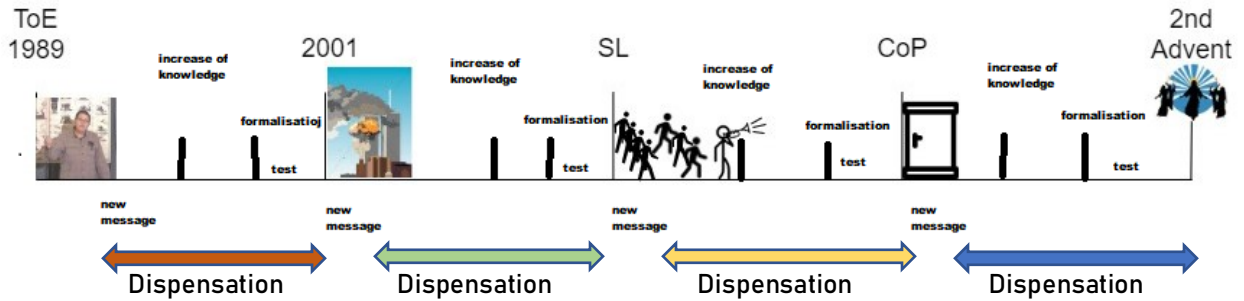 ToE
1989
2001
SL
CoP
2nd
Advent
increase of
knowledge
increase of
knowledge
increase of
knowledge
increase of
knowledge
formalisatioj
formalisation
formalisation
formalisation
test
test
test
test
new
message
new
message
new
message
new
message
Dispensation
Dispensation
Dispensation
Dispensation